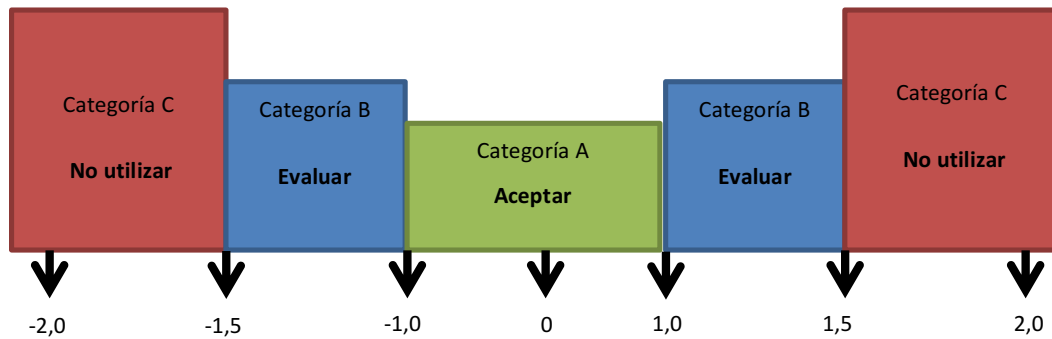 Categoría C
No utilizar
Categoría B
Evaluar
Categoría A
Aceptar
Categoría B
Evaluar
Categoría C
No utilizar
-2,0
-1,5
-1,0
0
1,0
1,5
2,0